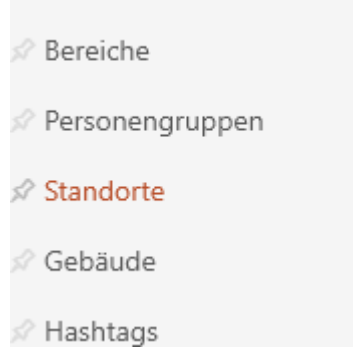 Bereiche
Personengruppen
Standorte
Gebäude
Hashtags